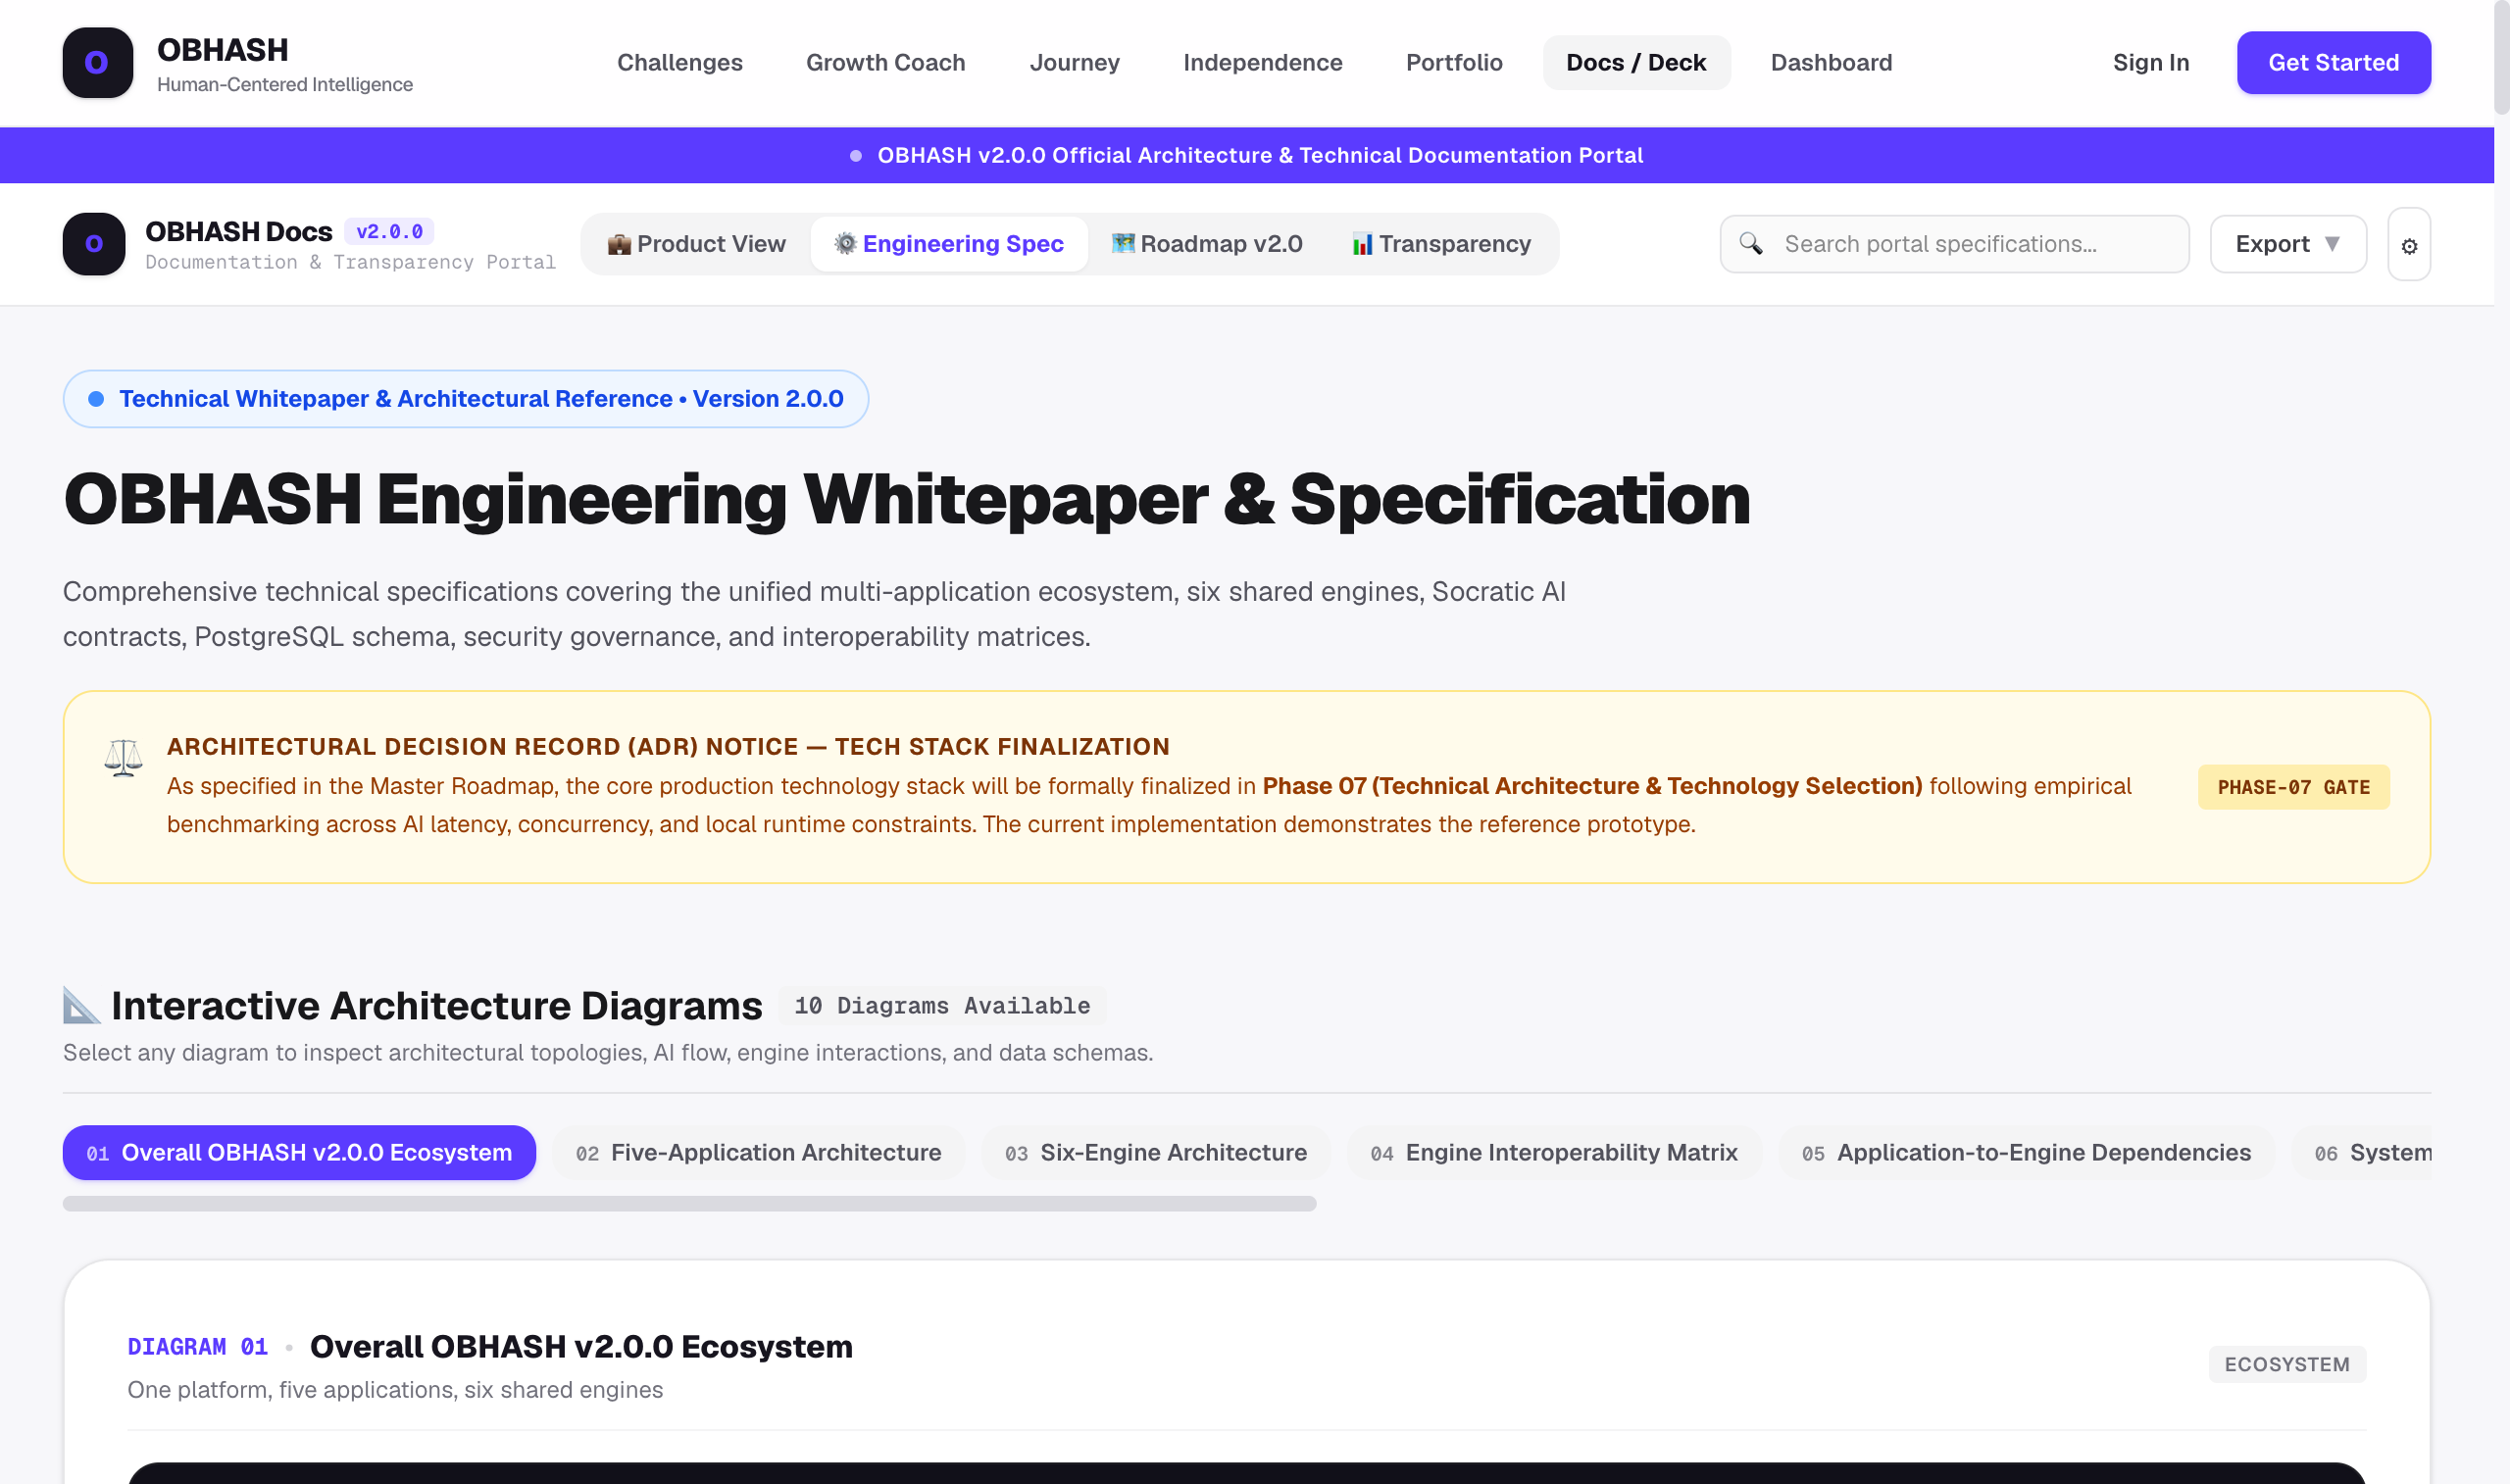 O
OBHASH
Human-Centered Intelligence
Challenges
Growth Coach
Journey
Independence
Portfolio
Docs / Deck
Dashboard
Sign In
Get Started
OBHASH v2.0.0 Official Architecture & Technical Documentation Portal
O
OBHASH Docs v2.0.0
Documentation & Transparency Portal
Product View
Engineering Spec
Roadmap v2.0
Transparency
Search portal specifications...
Export ▼
Technical Whitepaper & Architectural Reference • Version 2.0.0
OBHASH Engineering Whitepaper & Specification
Comprehensive technical specifications covering the unified multi-application ecosystem, six shared engines, Socratic AI
contracts, PostgreSQL schema, security governance, and interoperability matrices.
ARCHITECTURAL DECISION RECORD (ADR) NOTICE — TECH STACK FINALIZATION
As specified in the Master Roadmap, the core production technology stack will be formally finalized in Phase 07 (Technical Architecture & Technology Selection) following empirical
benchmarking across AI latency, concurrency, and local runtime constraints. The current implementation demonstrates the reference prototype.
PHASE-07 GATE
Interactive Architecture Diagrams 10 Diagrams Available
Select any diagram to inspect architectural topologies, AI flow, engine interactions, and data schemas.
01 Overall OBHASH v2.0.0 Ecosystem
02 Five-Application Architecture
03 Six-Engine Architecture
04 Engine Interoperability Matrix
05 Application-to-Engine Dependencies
06 System
DIAGRAM 01 • Overall OBHASH v2.0.0 Ecosystem
One platform, five applications, six shared engines
ECOSYSTEM